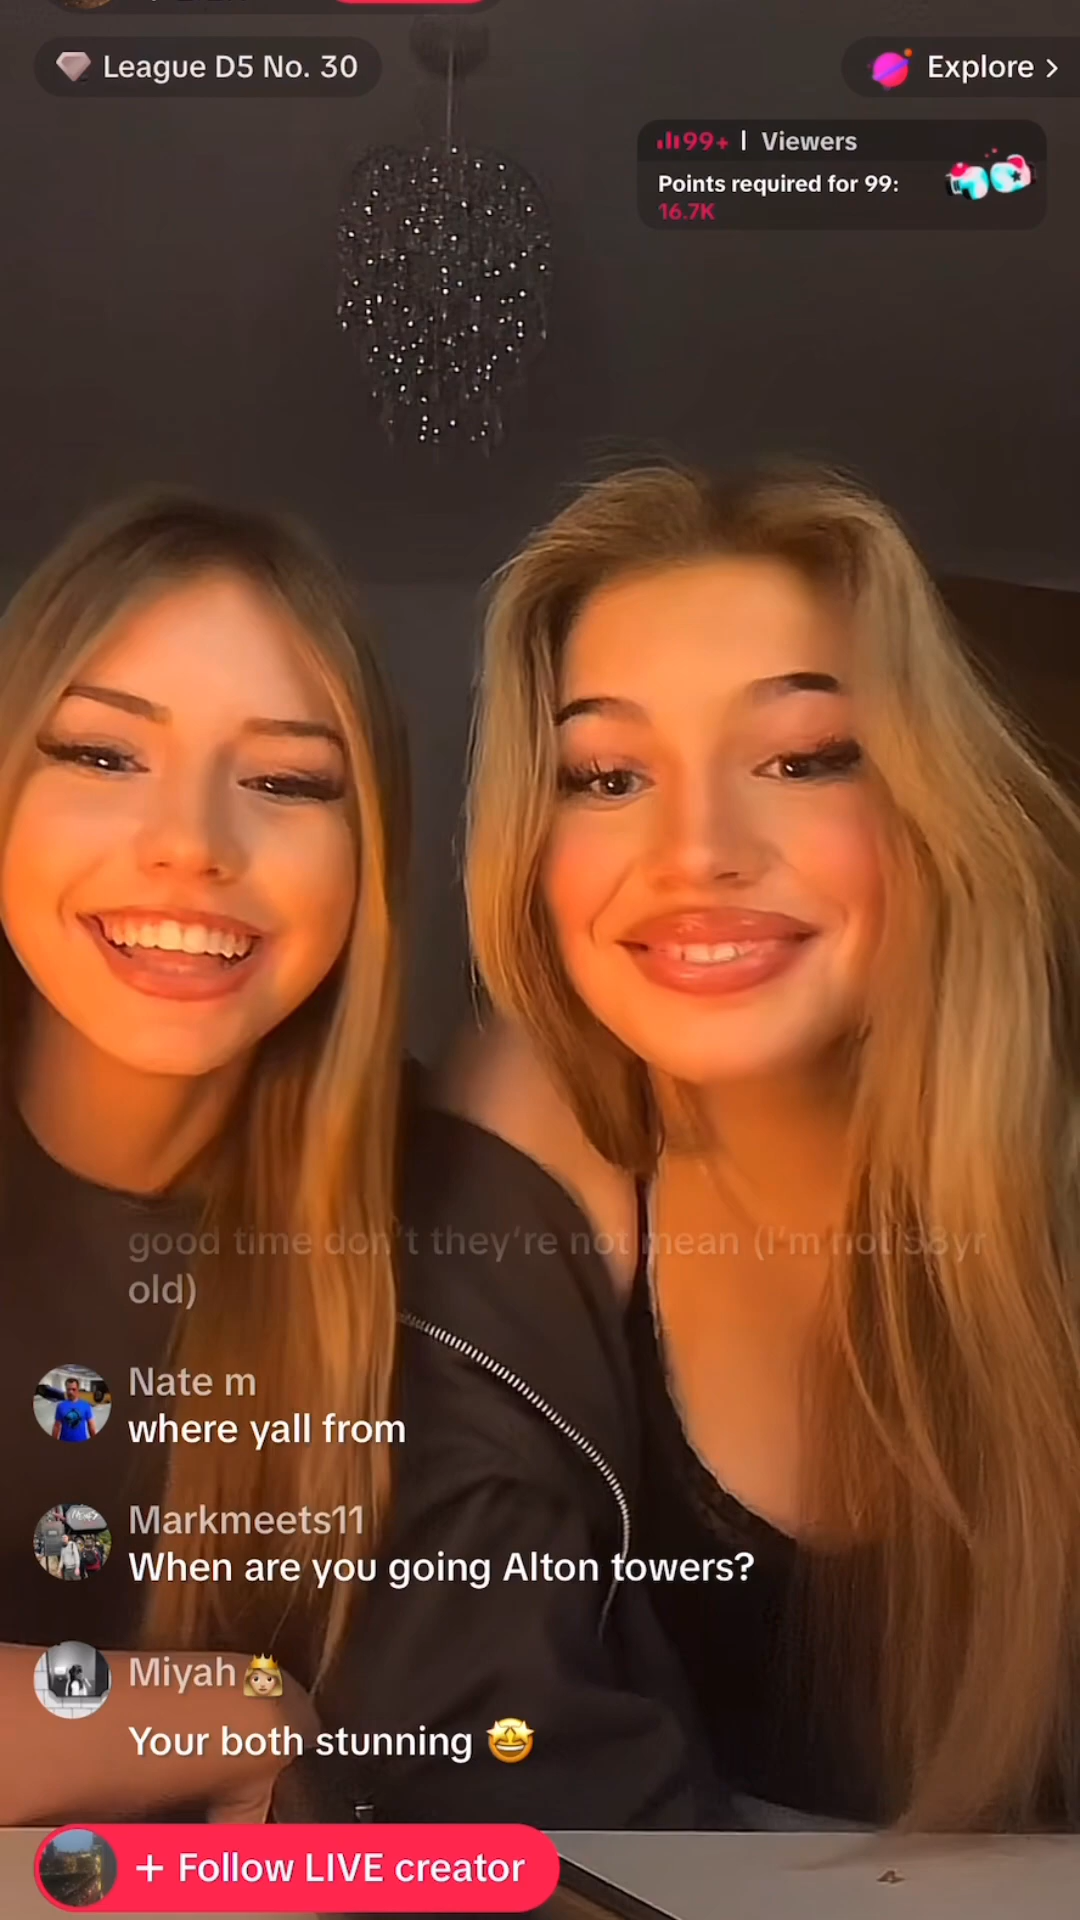 League D5 No. 30
Explore >
99+ | Viewers
Points required for 99:
16.7K
good time don't they're not mean (I'm not
old)
Nate m
where yall from
Markmeets11
When are you going Alton towers?
Miyah👸🏼
Your both stunning 🤩
+ Follow LIVE creator